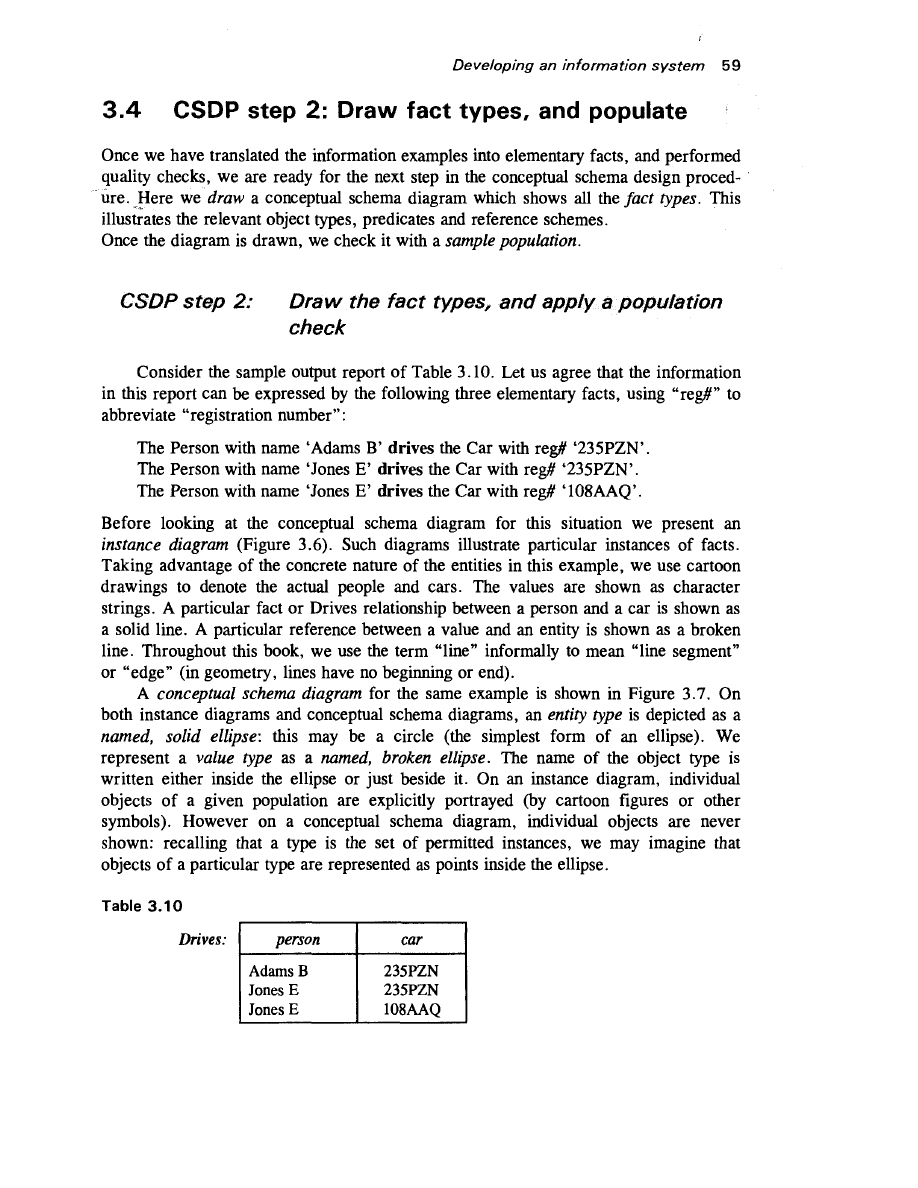 Developing an information system 59
3.4 CSDP step 2: Draw fact types, and populate
Once we have translated the information examples into elementary facts, and performed
quality checks, we are ready for the next step in the conceptual schema design proced-
ure. Here we draw a conceptual schema diagram which shows all the fact types. This
illustrates the relevant object types, predicates and reference schemes.
Once the diagram is drawn, we check it with a sample population.
CSDP step 2: Draw the fact types, and apply a population
check
Consider the sample output report of Table 3.10. Let us agree that the information
in this report can be expressed by the following three elementary facts, using “reg#” to
abbreviate “registration number”:
The Person with name ‘Adams B’ drives the Car with reg# ‘235PZN’.
The Person with name ‘Jones E’ drives the Car with reg# ‘235PZN’.
The Person with name ‘Jones E’ drives the Car with reg# ‘108AAQ’.
Before looking at the conceptual schema diagram for this situation we present an
instance diagram (Figure 3.6). Such diagrams illustrate particular instances of facts.
Taking advantage of the concrete nature of the entities in this example, we use cartoon
drawings to denote the actual people and cars. The values are shown as character
strings. A particular fact or Drives relationship between a person and a car is shown as
a solid line. A particular reference between a value and an entity is shown as a broken
line. Throughout this book, we use the term “line” informally to mean “line segment”
or “edge” (in geometry, lines have no beginning or end).
A conceptual schema diagram for the same example is shown in Figure 3.7. On
both instance diagrams and conceptual schema diagrams, an entity type is depicted as a
named, solid ellipse: this may be a circle (the simplest form of an ellipse). We
represent a value type as a named, broken ellipse. The name of the object type is
written either inside the ellipse or just beside it. On an instance diagram, individual
objects of a given population are explicitly portrayed (by cartoon figures or other
symbols). However on a conceptual schema diagram, individual objects are never
shown: recalling that a type is the set of permitted instances, we may imagine that
objects of a particular type are represented as points inside the ellipse.
Table 3.10
Drives: person car
Adams B 235PZN
Jones E 235PZN
Jones E 108AAQ